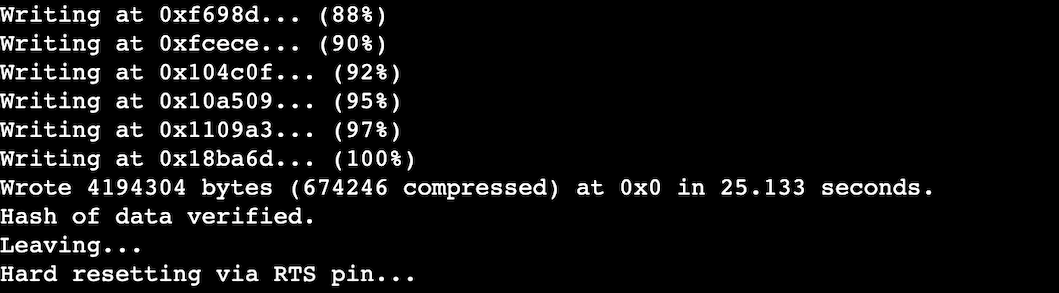 Writing at 0xf698d... (88%)
Writing at 0xfcece... (90%)
Writing at 0x104c0f... (92%)
Writing at 0x10a509... (95%)
Writing at 0x1109a3... (97%)
Writing at 0x18ba6d... (100%)
Wrote 4194304 bytes (674246 compressed) at 0x0 in 25.133 seconds.
Hash of data verified.
Leaving...
Hard resetting via RTS pin...